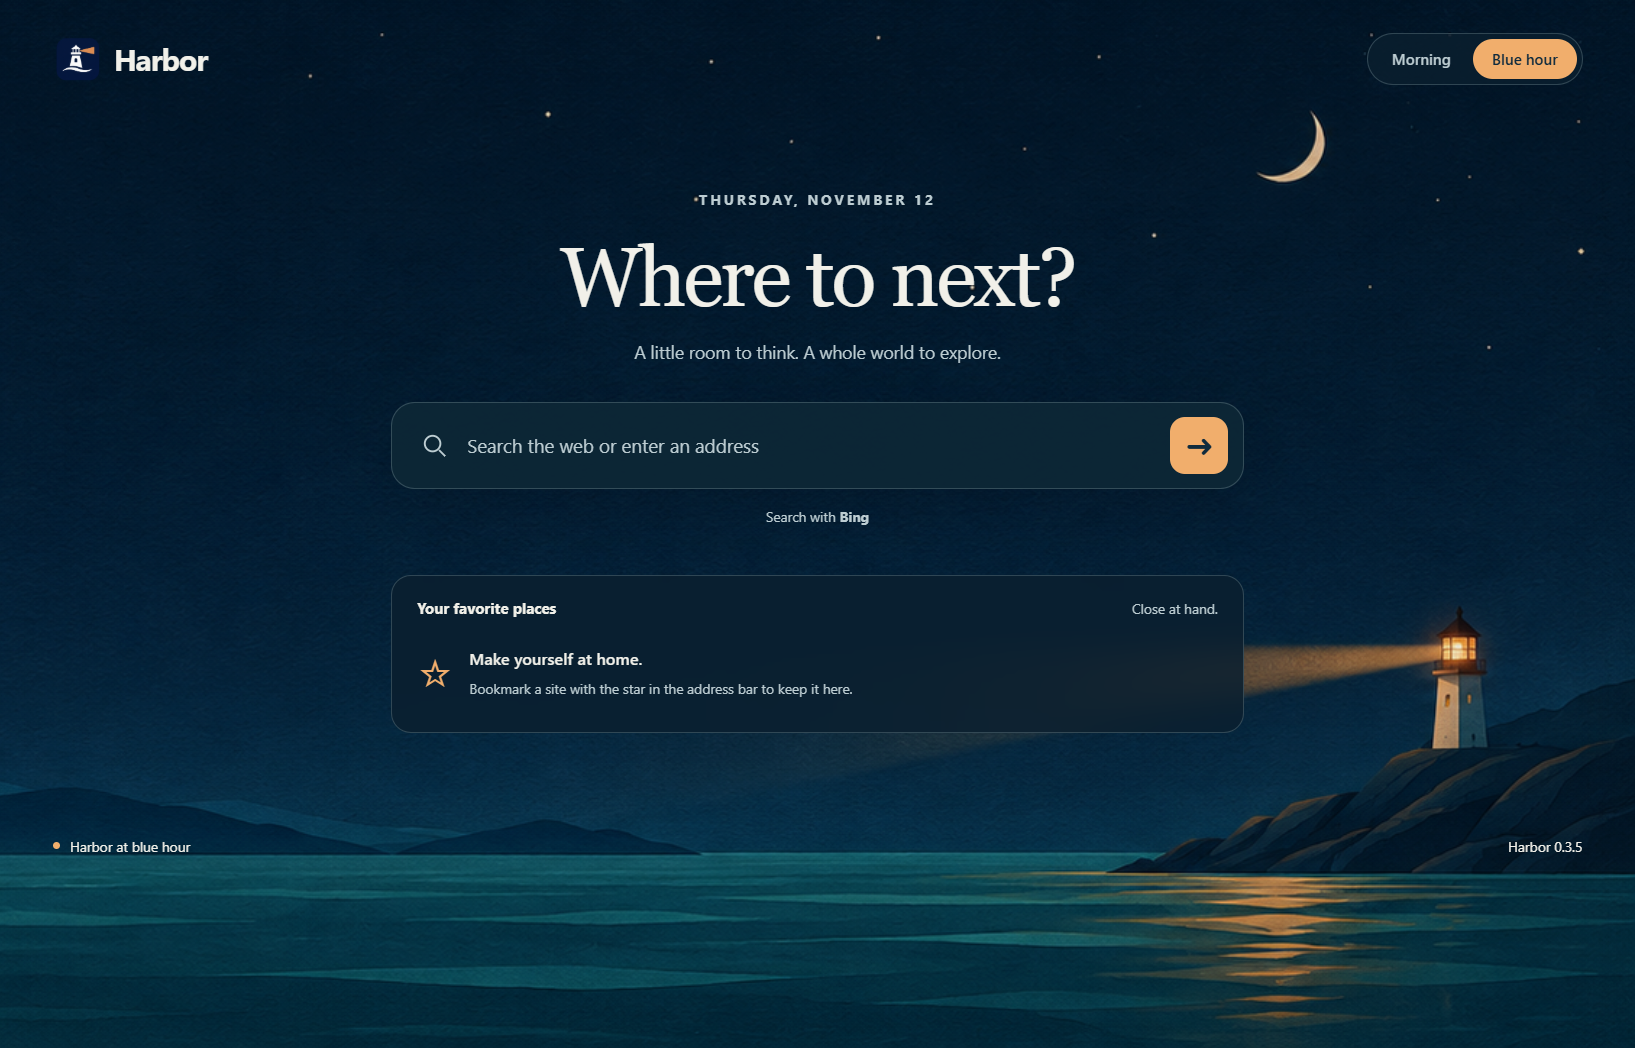 Harbor
Morning
Blue hour
THURSDAY, NOVEMBER 12
Where to next?
A little room to think. A whole world to explore.
Search the web or enter an address
Search with Bing
Your favorite places
Close at hand.
Make yourself at home.
Bookmark a site with the star in the address bar to keep it here.
Harbor at blue hour
Harbor 0.3.5